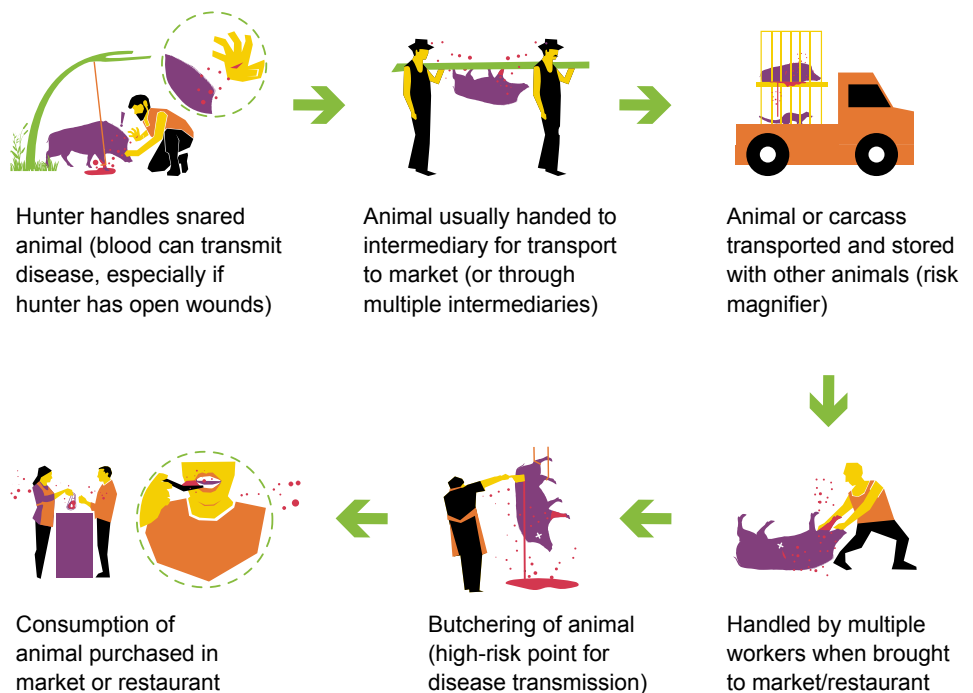 Hunter handles snared
animal (blood can transmit
disease, especially if
hunter has open wounds)
Animal usually handed to
intermediary for transport
to market (or through
multiple intermediaries)
Animal or carcass
transported and stored
with other animals (risk
magnifier)
Handled by multiple
workers when brought
to market/restaurant
Butchering of animal
(high-risk point for
disease transmission)
Consumption of
animal purchased in
market or restaurant